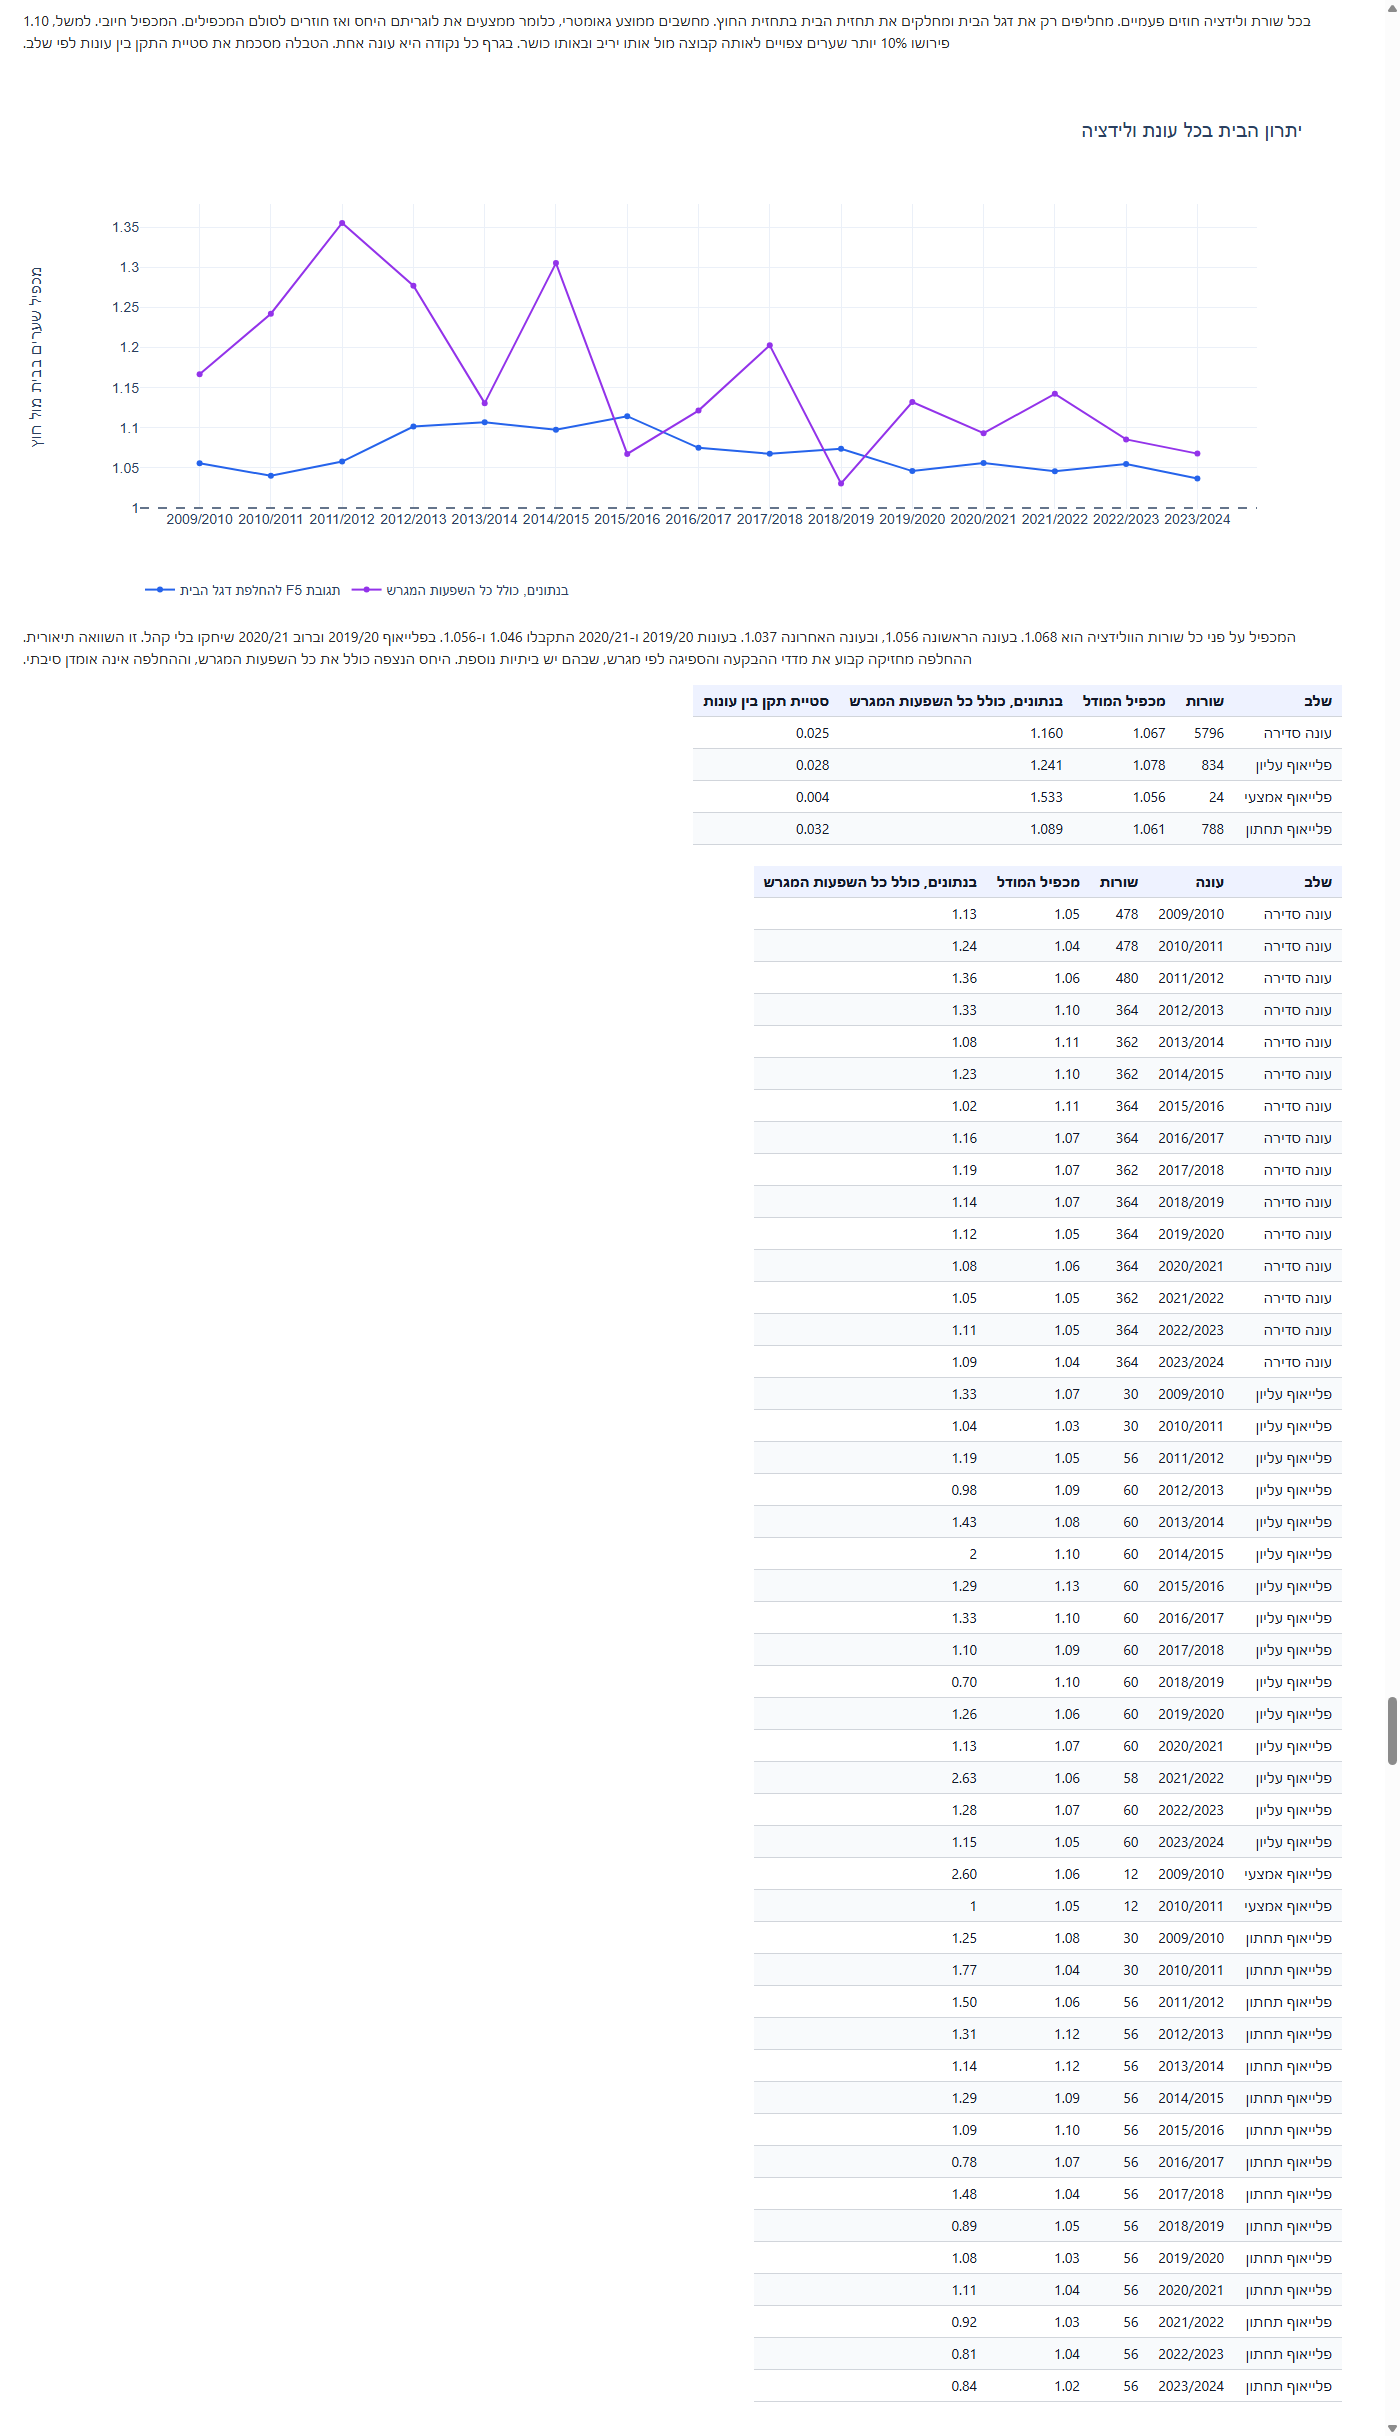 בכל שורת ולידציה חוזים פעמיים. מחליפים רק את דגל הבית ומחלקים את תחזית הבית בתחזית החוץ. מחשבים ממוצע גאומטרי, כלומר ממצעים את לוגריתם היחס ואז חוזרים לסולם המכפילים. המכפיל חיובי. למשל, 1.10
פירושו 10% יותר שערים צפויים לאותה קבוצה מול אותו יריב ובאותו כושר. בגרף כל נקודה היא עונה אחת. הטבלה מסכמת את סטיית התקן בין עונות לפי שלב.
יתרון הבית בכל עונת ולידציה
מכפיל שערים בבית מול חוץ
1.35
1.3
1.25
1.2
1.15
1.1
1.05
1
2009/2010 2010/2011 2011/2012 2012/2013 2013/2014 2014/2015 2015/2016 2016/2017 2017/2018 2018/2019 2019/2020 2020/2021 2021/2022 2022/2023 2023/2024
תגובת F5 להחלפת דגל הבית
בנתונים, כולל כל השפעות המגרש
המכפיל על פני כל שורות הוולידציה הוא 1.068. בעונה הראשונה 1.056, ובעונה האחרונה 1.037. בעונות 2019/20 ו-2020/21 התקבלו 1.046 ו-1.056. בפלייאוף 2019/20 וברוב 2020/21 שיחקו בלי קהל. זו השוואה תיאורית.
ההחלפה מחזיקה קבוע את מדדי ההבקעה והספיגה לפי מגרש, שבהם יש ביתיות נוספת. היחס הנצפה כולל את כל השפעות המגרש, וההחלפה אינה אומדן סיבתי.
שלב שורות מכפיל המודל בנתונים, כולל כל השפעות המגרש סטיית תקן בין עונות
עונה סדירה 5796 1.067 1.160 0.025
פלייאוף עליון 834 1.078 1.241 0.028
פלייאוף אמצעי 24 1.056 1.533 0.004
פלייאוף תחתון 788 1.061 1.089 0.032
שלב עונה שורות מכפיל המודל בנתונים, כולל כל השפעות המגרש
עונה סדירה 2009/2010 478 1.05 1.13
עונה סדירה 2010/2011 478 1.04 1.24
עונה סדירה 2011/2012 480 1.06 1.36
עונה סדירה 2012/2013 364 1.10 1.33
עונה סדירה 2013/2014 362 1.11 1.08
עונה סדירה 2014/2015 362 1.10 1.23
עונה סדירה 2015/2016 364 1.11 1.02
עונה סדירה 2016/2017 364 1.07 1.16
עונה סדירה 2017/2018 362 1.07 1.19
עונה סדירה 2018/2019 364 1.07 1.14
עונה סדירה 2019/2020 364 1.05 1.12
עונה סדירה 2020/2021 364 1.06 1.08
עונה סדירה 2021/2022 362 1.05 1.05
עונה סדירה 2022/2023 364 1.05 1.11
עונה סדירה 2023/2024 364 1.04 1.09
פלייאוף עליון 2009/2010 30 1.07 1.33
פלייאוף עליון 2010/2011 30 1.03 1.04
פלייאוף עליון 2011/2012 56 1.05 1.19
פלייאוף עליון 2012/2013 60 1.09 0.98
פלייאוף עליון 2013/2014 60 1.08 1.43
פלייאוף עליון 2014/2015 60 1.10 2
פלייאוף עליון 2015/2016 60 1.13 1.29
פלייאוף עליון 2016/2017 60 1.10 1.33
פלייאוף עליון 2017/2018 60 1.09 1.10
פלייאוף עליון 2018/2019 60 1.10 0.70
פלייאוף עליון 2019/2020 60 1.06 1.26
פלייאוף עליון 2020/2021 60 1.07 1.13
פלייאוף עליון 2021/2022 58 1.06 2.63
פלייאוף עליון 2022/2023 60 1.07 1.28
פלייאוף עליון 2023/2024 60 1.05 1.15
פלייאוף אמצעי 2009/2010 12 1.06 2.60
פלייאוף אמצעי 2010/2011 12 1.05 1
פלייאוף תחתון 2009/2010 30 1.08 1.25
פלייאוף תחתון 2010/2011 30 1.04 1.77
פלייאוף תחתון 2011/2012 56 1.06 1.50
פלייאוף תחתון 2012/2013 56 1.12 1.31
פלייאוף תחתון 2013/2014 56 1.12 1.14
פלייאוף תחתון 2014/2015 56 1.09 1.29
פלייאוף תחתון 2015/2016 56 1.10 1.09
פלייאוף תחתון 2016/2017 56 1.07 0.78
פלייאוף תחתון 2017/2018 56 1.04 1.48
פלייאוף תחתון 2018/2019 56 1.05 0.89
פלייאוף תחתון 2019/2020 56 1.03 1.08
פלייאוף תחתון 2020/2021 56 1.04 1.11
פלייאוף תחתון 2021/2022 56 1.03 0.92
פלייאוף תחתון 2022/2023 56 1.04 0.81
פלייאוף תחתון 2023/2024 56 1.02 0.84